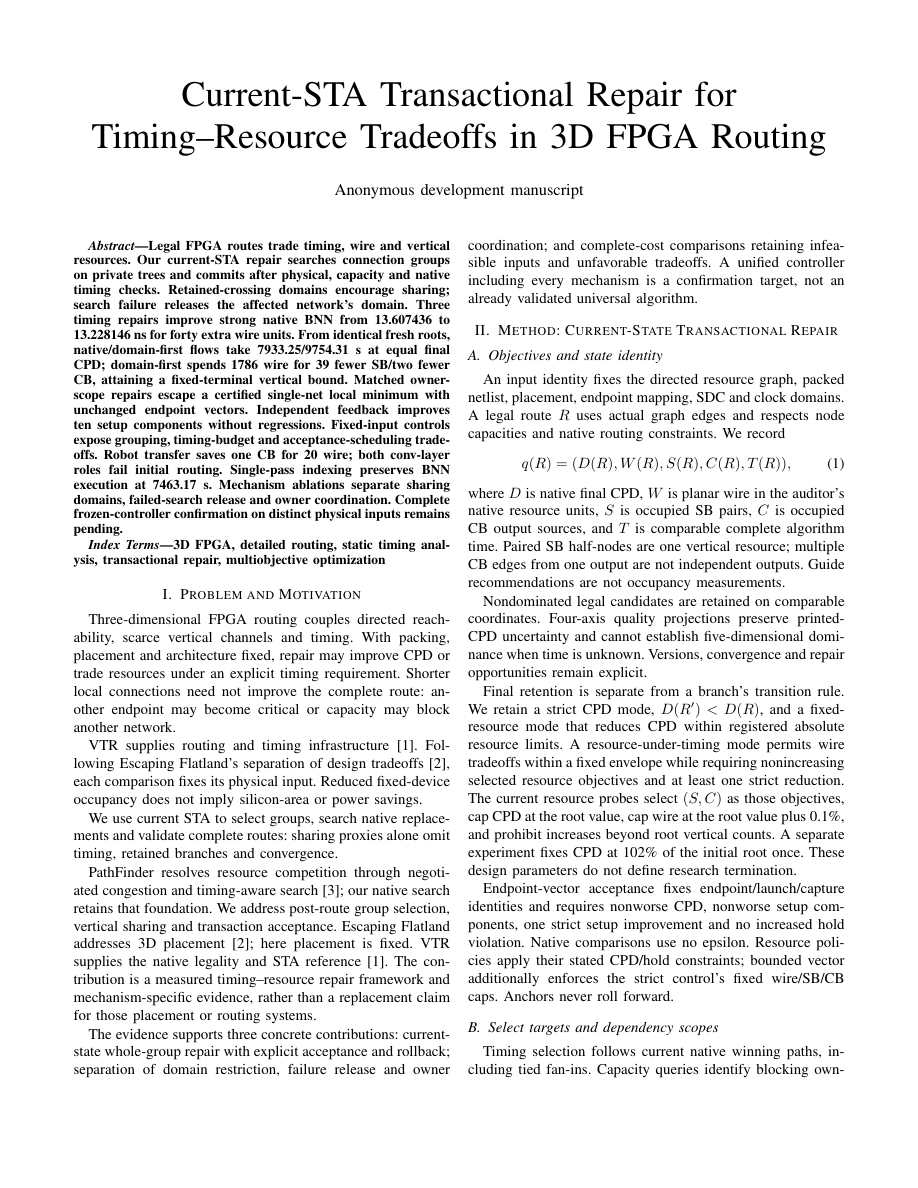 Current-STA Transactional Repair for
Timing–Resource Tradeoffs in 3D FPGA Routing
Anonymous development manuscript
Abstract—Legal FPGA routes trade timing, wire and vertical
resources. Our current-STA repair searches connection groups
on private trees and commits after physical, capacity and native
timing checks. Retained-crossing domains encourage sharing;
search failure releases the affected network's domain. Three
timing repairs improve strong native BNN from 13.607436 to
13.228146 ns for forty extra wire units. From identical fresh roots,
native/domain-first flows take 7933.25/9754.31 s at equal final
CPD; domain-first spends 1786 wire for 39 fewer SB/two fewer
CB, attaining a fixed-terminal vertical bound. Matched owner-
scope repairs escape a certified single-net local minimum with
unchanged endpoint vectors. Independent feedback improves
ten setup components without regressions. Fixed-input controls
expose grouping, timing-budget and acceptance-scheduling trade-
offs. Robot transfer saves one CB for 20 wire; both conv-layer
roles fail initial routing. Single-pass indexing preserves BNN
execution at 7463.17 s. Mechanism ablations separate sharing
domains, failed-search release and owner coordination. Complete
frozen-controller confirmation on distinct physical inputs remains
pending.
Index Terms—3D FPGA, detailed routing, static timing anal-
ysis, transactional repair, multiobjective optimization
I. PROBLEM AND MOTIVATION
Three-dimensional FPGA routing couples directed reach-
ability, scarce vertical channels and timing. With packing,
placement and architecture fixed, repair may improve CPD or
trade resources under an explicit timing requirement. Shorter
local connections need not improve the complete route: an-
other endpoint may become critical or capacity may block
another network.
VTR supplies routing and timing infrastructure [1]. Fol-
lowing Escaping Flatland's separation of design tradeoffs [2],
each comparison fixes its physical input. Reduced fixed-device
occupancy does not imply silicon-area or power savings.
We use current STA to select groups, search native replace-
ments and validate complete routes: sharing proxies alone omit
timing, retained branches and convergence.
PathFinder resolves resource competition through negoti-
ated congestion and timing-aware search [3]; our native search
retains that foundation. We address post-route group selection,
vertical sharing and transaction acceptance. Escaping Flatland
addresses 3D placement [2]; here placement is fixed. VTR
supplies the native legality and STA reference [1]. The con-
tribution is a measured timing–resource repair framework and
mechanism-specific evidence, rather than a replacement claim
for those placement or routing systems.
The evidence supports three concrete contributions: current-
state whole-group repair with explicit acceptance and rollback;
separation of domain restriction, failure release and owner
coordination; and complete-cost comparisons retaining infea-
sible inputs and unfavorable tradeoffs. A unified controller
including every mechanism is a confirmation target, not an
already validated universal algorithm.
II. METHOD: CURRENT-STATE TRANSACTIONAL REPAIR
A. Objectives and state identity
An input identity fixes the directed resource graph, packed
netlist, placement, endpoint mapping, SDC and clock domains.
A legal route R uses actual graph edges and respects node
capacities and native routing constraints. We record
q(R) = (D(R), W(R), S(R), C(R), T(R)), (1)
where D is native final CPD, W is planar wire in the auditor's
native resource units, S is occupied SB pairs, C is occupied
CB output sources, and T is comparable complete algorithm
time. Paired SB half-nodes are one vertical resource; multiple
CB edges from one output are not independent outputs. Guide
recommendations are not occupancy measurements.
Nondominated legal candidates are retained on comparable
coordinates. Four-axis quality projections preserve printed-
CPD uncertainty and cannot establish five-dimensional domi-
nance when time is unknown. Versions, convergence and repair
opportunities remain explicit.
Final retention is separate from a branch's transition rule.
We retain a strict CPD mode, D(R′) < D(R), and a fixed-
resource mode that reduces CPD within registered absolute
resource limits. A resource-under-timing mode permits wire
tradeoffs within a fixed envelope while requiring nonincreasing
selected resource objectives and at least one strict reduction.
The current resource probes select (S, C) as those objectives,
cap CPD at the root value, cap wire at the root value plus 0.1%,
and prohibit increases beyond root vertical counts. A separate
experiment fixes CPD at 102% of the initial root once. These
design parameters do not define research termination.
Endpoint-vector acceptance fixes endpoint/launch/capture
identities and requires nonworse CPD, nonworse setup com-
ponents, one strict setup improvement and no increased hold
violation. Native comparisons use no epsilon. Resource poli-
cies apply their stated CPD/hold constraints; bounded vector
additionally enforces the strict control's fixed wire/SB/CB
caps. Anchors never roll forward.
B. Select targets and dependency scopes
Timing selection follows current native winning paths, in-
cluding tied fan-ins. Capacity queries identify blocking own-